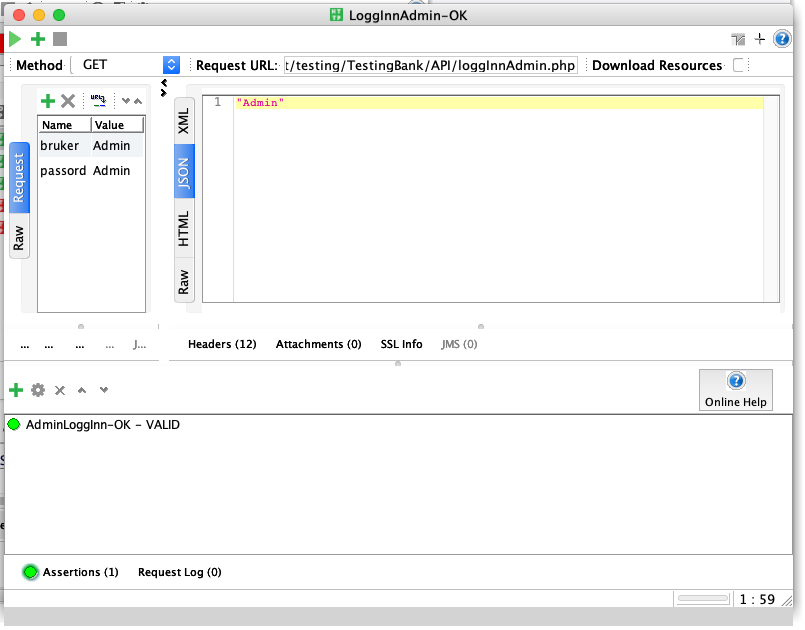 LoggInnAdmin-OK
Method GET Request URL: t/testing/TestingBank/API/loggInnAdmin.php Download Resources
Name Value
bruker Admin
passord Admin
Request
Raw
XML
JSON
HTML
Raw
1 "Admin"
... ... ... ... J...
Headers (12) Attachments (0) SSL Info JMS (0)
Online Help
AdminLoggInn-OK - VALID
Assertions (1) Request Log (0)
1 : 59